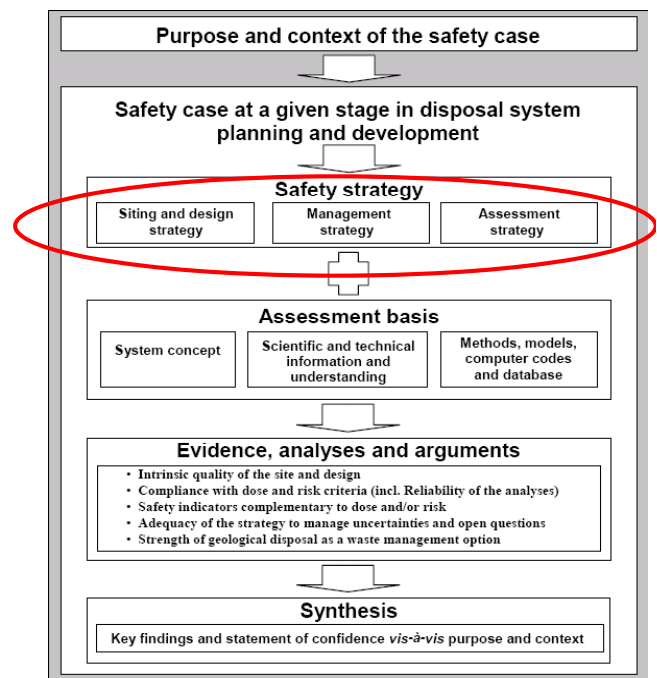 Purpose and context of the safety case
Safety case at a given stage in disposal system
planning and development
Safety strategy
Siting and design
strategy
Management
strategy
Assessment
strategy
Assessment basis
System concept
Scientific and technical
information and
understanding
Methods, models,
computer codes
and database
Evidence, analyses and arguments
• Intrinsic quality of the site and design
• Compliance with dose and risk criteria (incl. Reliability of the analyses)
• Safety indicators complementary to dose and/or risk
• Adequacy of the strategy to manage uncertainties and open questions
• Strength of geological disposal as a waste management option
Synthesis
Key findings and statement of confidence vis-à-vis purpose and context